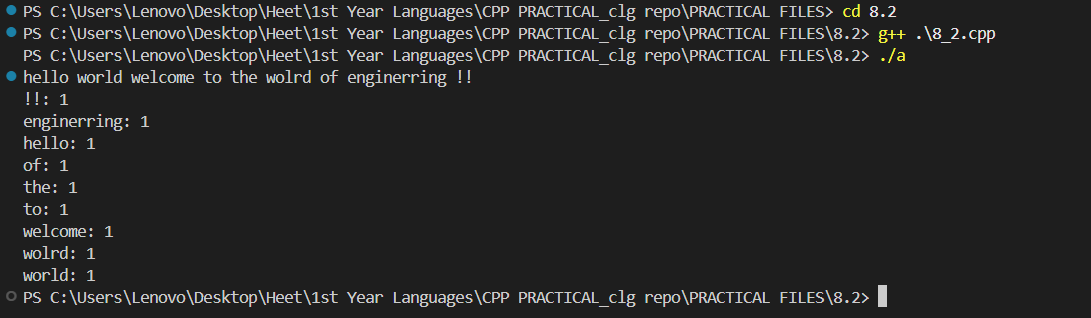 PS C:\Users\Lenovo\Desktop\Heet\1st Year Languages\CPP PRACTICAL_clg repo\PRACTICAL FILES> cd 8.2
PS C:\Users\Lenovo\Desktop\Heet\1st Year Languages\CPP PRACTICAL_clg repo\PRACTICAL FILES\8.2> g++ .\8_2.cpp
PS C:\Users\Lenovo\Desktop\Heet\1st Year Languages\CPP PRACTICAL_clg repo\PRACTICAL FILES\8.2> ./a
hello world welcome to the wolrd of enginerring !!
!!: 1
enginerring: 1
hello: 1
of: 1
the: 1
to: 1
welcome: 1
wolrd: 1
world: 1
PS C:\Users\Lenovo\Desktop\Heet\1st Year Languages\CPP PRACTICAL_clg repo\PRACTICAL FILES\8.2>